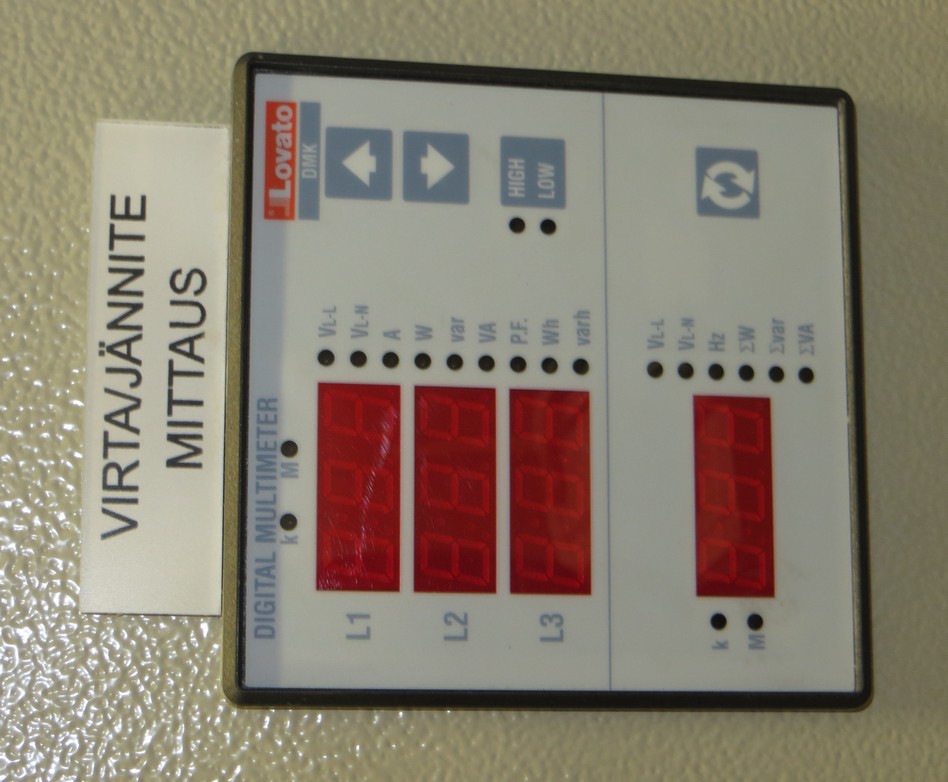 VIRTA/JÄNNITE
MITTAUS
DIGITAL MULTIMETER
Lovato
DMK
k M
L1
L2
L3
VL-L
VL-N
A
W
var
VA
P.F.
Wh
varh
HIGH
LOW
k
M
VL-L
VL-N
Hz
ΣW
Σvar
ΣVA